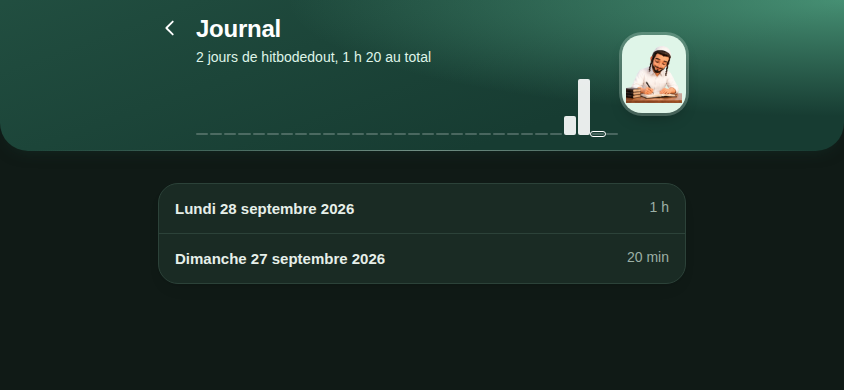 Journal
2 jours de hitbodedout, 1 h 20 au total
Lundi 28 septembre 2026 1 h
Dimanche 27 septembre 2026 20 min